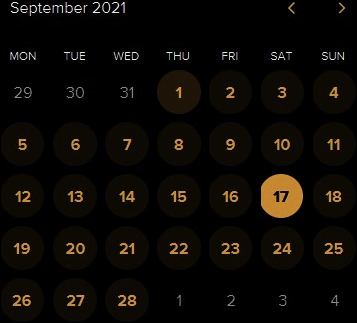 September 2021
MON TUE WED THU FRI SAT SUN
29 30 31 1 2 3 4
5 6 7 8 9 10 11
12 13 14 15 16 17 18
19 20 21 22 23 24 25
26 27 28 1 2 3 4